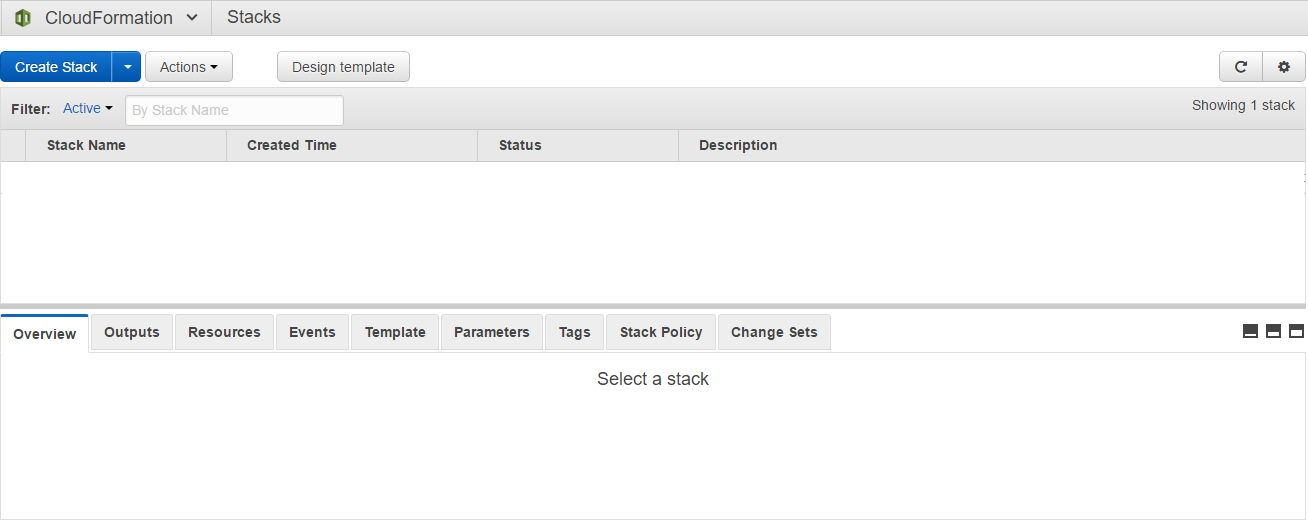 CloudFormation Stacks
Create Stack Actions Design template
Filter: Active By Stack Name Showing 1 stack
Stack Name Created Time Status Description
Overview Outputs Resources Events Template Parameters Tags Stack Policy Change Sets
Select a stack